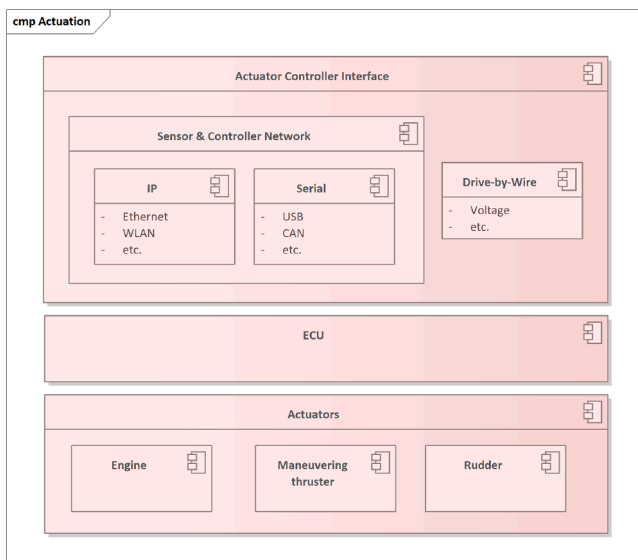 cmp Actuation
Actuator Controller Interface
Sensor & Controller Network
IP
- Ethernet
- WLAN
- etc.
Serial
- USB
- CAN
- etc.
Drive-by-Wire
- Voltage
- etc.
ECU
Actuators
Engine
Maneuvering
thruster
Rudder